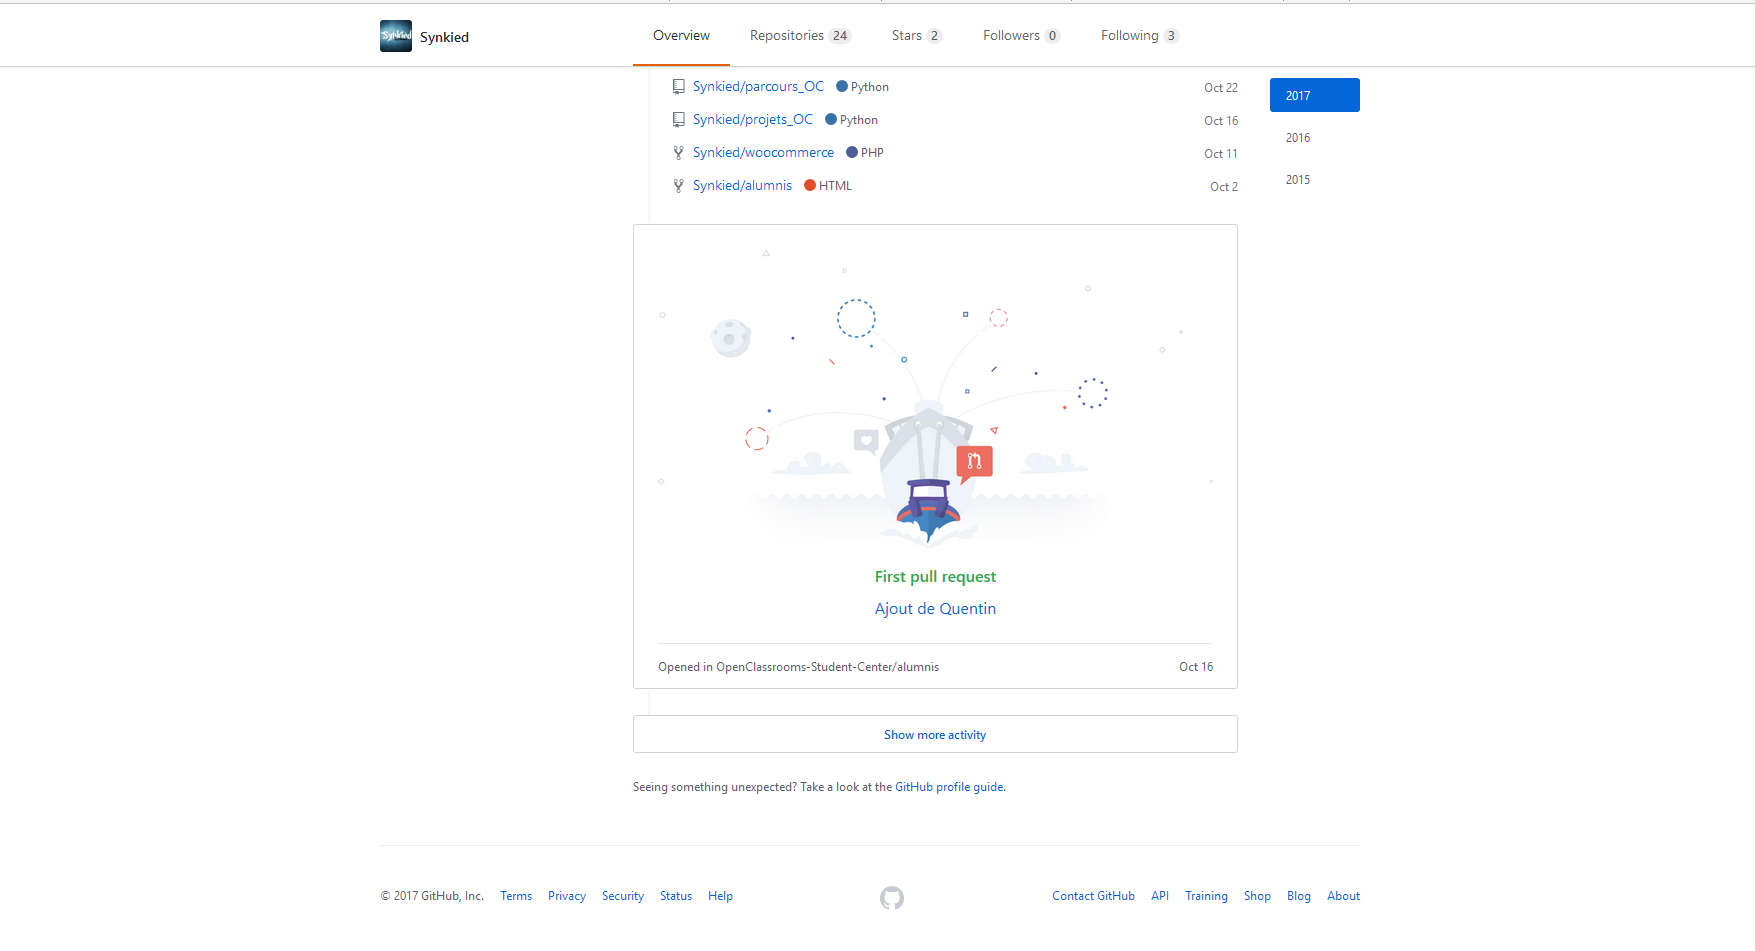 Synkied
Synkied
Overview
Repositories 24
Stars 2
Followers 0
Following 3
Synkied/parcours_OC Python Oct 22
Synkied/projets_OC Python Oct 16
Synkied/woocommerce PHP Oct 11
Synkied/alumnis HTML Oct 2
2017
2016
2015
First pull request
Ajout de Quentin
Opened in OpenClassrooms-Student-Center/alumnis Oct 16
Show more activity
Seeing something unexpected? Take a look at the GitHub profile guide.
© 2017 GitHub, Inc. Terms Privacy Security Status Help
Contact GitHub API Training Shop Blog About